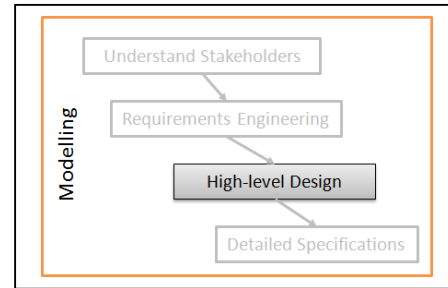 Understand Stakeholders
Requirements Engineering
Modelling
High-level Design
Detailed Specifications